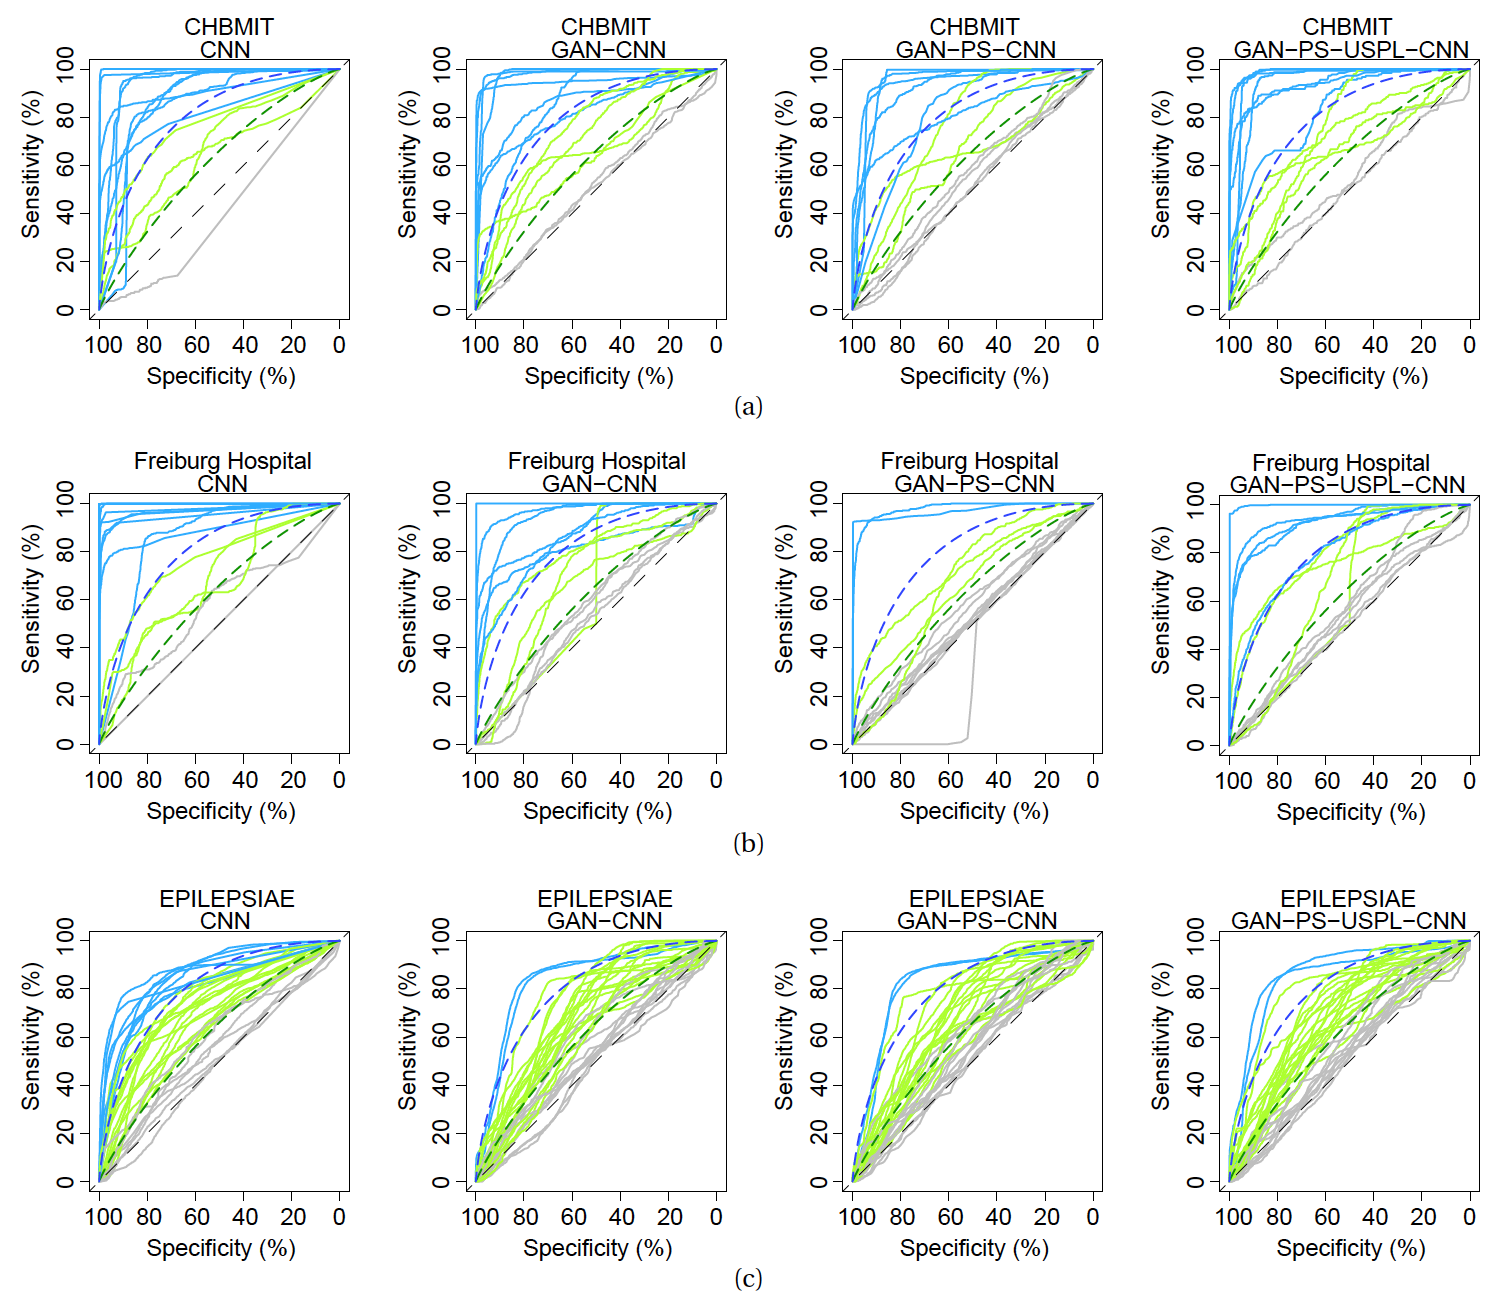 CHBMIT CHBMIT CHBMIT CHBMIT
CNN GAN−CNN GAN−PS−CNN GAN−PS−USPL−CNN
Sensitivity (%) Sensitivity (%) Sensitivity (%) Sensitivity (%)
0 20 40 60 80 100 0 20 40 60 80 100 0 20 40 60 80 100 0 20 40 60 80 100
100 80 60 40 20 0 100 80 60 40 20 0 100 80 60 40 20 0 100 80 60 40 20 0
Specificity (%) Specificity (%) Specificity (%) Specificity (%)
(a)
Freiburg Hospital Freiburg Hospital Freiburg Hospital Freiburg Hospital
CNN GAN−CNN GAN−PS−CNN GAN−PS−USPL−CNN
Sensitivity (%) Sensitivity (%) Sensitivity (%) Sensitivity (%)
0 20 40 60 80 100 0 20 40 60 80 100 0 20 40 60 80 100 0 20 40 60 80 100
100 80 60 40 20 0 100 80 60 40 20 0 100 80 60 40 20 0 100 80 60 40 20 0
Specificity (%) Specificity (%) Specificity (%) Specificity (%)
(b)
EPILEPSIAE EPILEPSIAE EPILEPSIAE EPILEPSIAE
CNN GAN−CNN GAN−PS−CNN GAN−PS−USPL−CNN
Sensitivity (%) Sensitivity (%) Sensitivity (%) Sensitivity (%)
0 20 40 60 80 100 0 20 40 60 80 100 0 20 40 60 80 100 0 20 40 60 80 100
100 80 60 40 20 0 100 80 60 40 20 0 100 80 60 40 20 0 100 80 60 40 20 0
Specificity (%) Specificity (%) Specificity (%) Specificity (%)
(c)